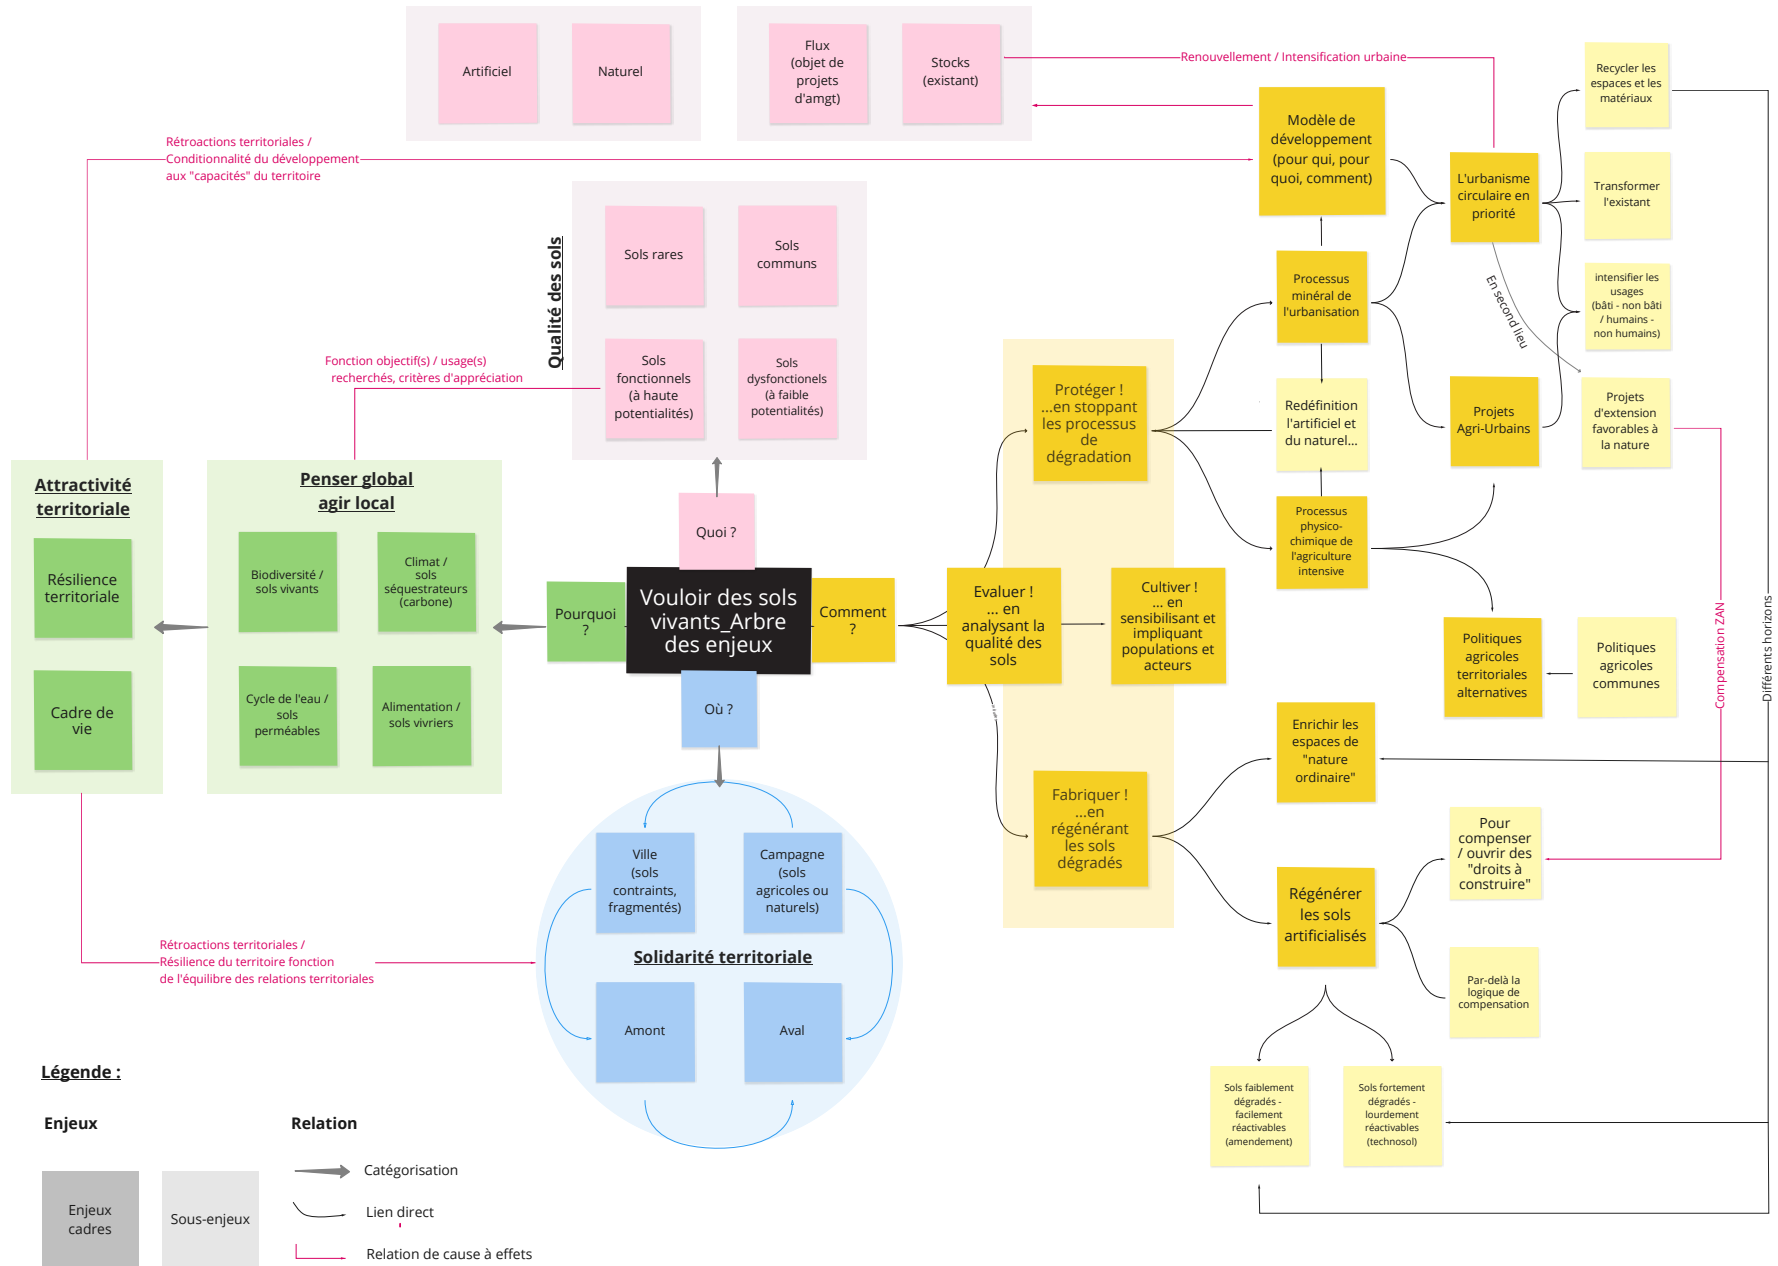 Artificiel
Naturel
Flux
(objet de
projets
d'amgt)
Stocks
(existant)
Renouvellement / Intensification urbaine
Recycler les
espaces et les
matériaux
Modèle de
développement
(pour qui, pour
quoi, comment)
Rétroactions territoriales /
Conditionnalité du développement
aux "capacités" du territoire
L'urbanisme
circulaire en
priorité
Transformer
l'existant
Qualité des sols
Sols rares
Sols
communs
Processus
minéral de
l'urbanisation
intensifier les
usages
(bâti - non bâti
/ humains -
non humains)
En second lieu
Fonction objectif(s) / usage(s)
recherchés, critères d'appréciation
Sols
fonctionnels
(à haute
potentialités)
Sols
dysfonctionels
(à faible
potentialités)
Protéger !
...en stoppant
les processus
de
dégradation
Redéfinition
l'artificiel et
du naturel...
Projets
Agri-Urbains
Projets
d'extension
favorables à
la nature
Attractivité
territoriale
Penser global
agir local
Quoi ?
Processus
physico-
chimique de
l'agriculture
intensive
Résilience
territoriale
Biodiversité /
sols vivants
Climat /
sols
séquestrateurs
(carbone)
Pourquoi
?
Vouloir des sols
vivants_Arbre
des enjeux
Comment
?
Evaluer !
... en
analysant la
qualité des
sols
Cultiver !
... en
sensibilisant et
impliquant
populations et
acteurs
Politiques
agricoles
territoriales
alternatives
Politiques
agricoles
communes
Compensation ZAN
Différents horizons
Cadre de
vie
Cycle de l'eau /
sols
perméables
Alimentation /
sols vivriers
Où ?
Enrichir les
espaces de
"nature
ordinaire"
Fabriquer !
...en
régénérant
les sols
dégradés
Pour
compenser
/ ouvrir des
"droits à
construire"
Ville
(sols
contraints,
fragmentés)
Campagne
(sols
agricoles ou
naturels)
Régénérer
les sols
artificialisés
Solidarité territoriale
Rétroactions territoriales /
Résilience du territoire fonction
de l'équilibre des relations territoriales
Par-delà la
logique de
compensation
Amont
Aval
Sols faiblement
dégradés -
facilement
réactivables
(amendement)
Sols fortement
dégradés -
lourdement
réactivables
(technosol)
Légende :
Enjeux
Relation
Enjeux
cadres
Sous-enjeux
Catégorisation
Lien direct
Relation de cause à effets